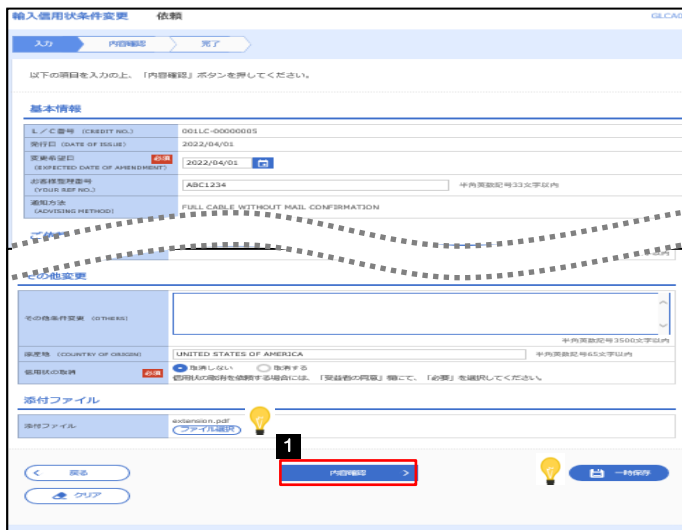 輸入信用状条件変更 依頼 GLCA0
入力 内容確認 完了
以下の項目を入力の上、「内容確認」ボタンを押してください。
基本情報
L/C番号 (CREDIT NO.) 001LC-00000005
発行日 (DATE OF ISSUE) 2022/04/01
変更希望日 必須 2022/04/01
(EXPECTED DATE OF AMENDMENT)
お客様整理番号 ABC1234 半角英数記号33文字以内
(YOUR REF NO.)
通知方法 FULL CABLE WITHOUT MAIL CONFIRMATION
(ADVISING METHOD)
その他変更
その他条件変更 (OTHERS)
半角英数記号3500文字以内
原産地 (COUNTRY OF ORIGIN) UNITED STATES OF AMERICA 半角英数記号65文字以内
信用状の取消 必須 取消しない 取消する
信用状の取消を依頼する場合には、「受益者の同意」欄にて、「必要」を選択してください。
添付ファイル
添付ファイル extension.pdf
ファイル選択
1
戻る 内容確認 一時保存
クリア